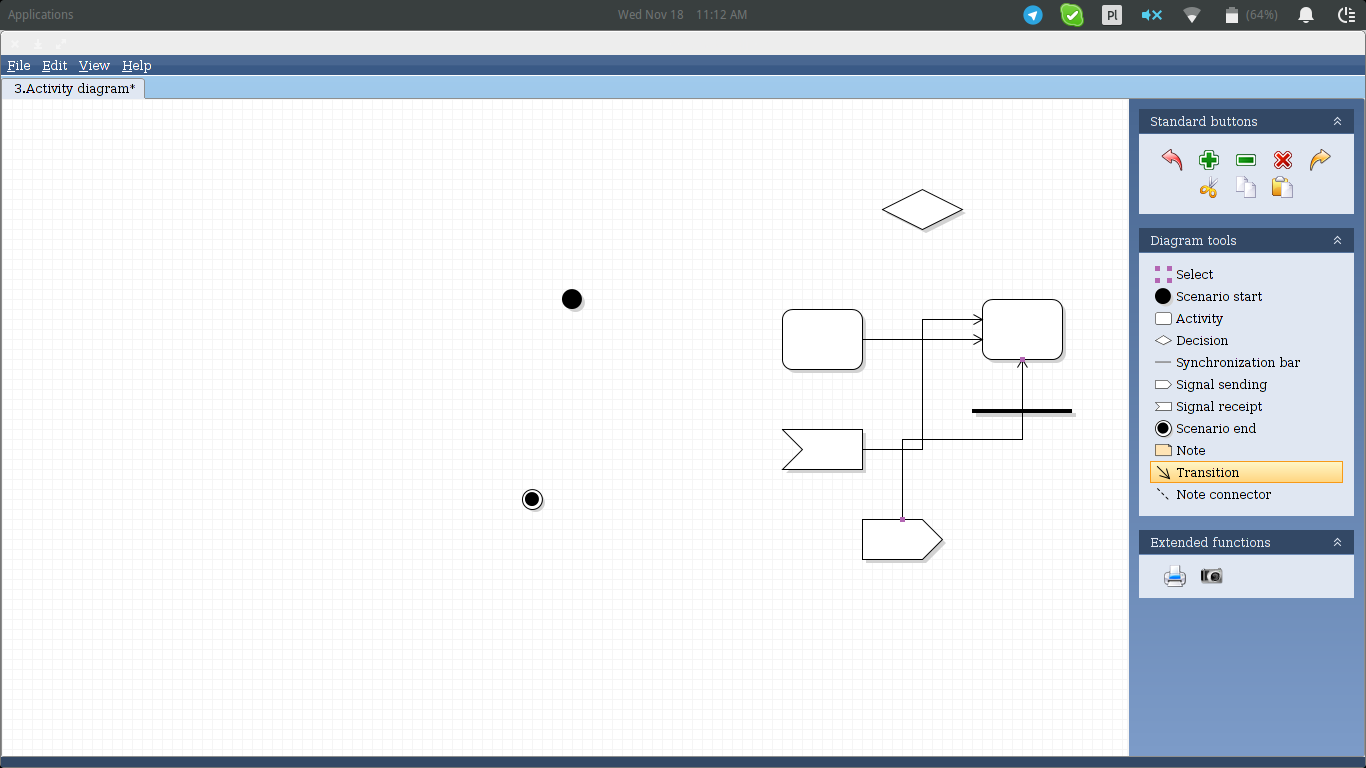 Applications Wed Nov 18 11:12 AM Pl (64%)
File Edit View Help
3.Activity diagram*
Standard buttons
Diagram tools
Select
Scenario start
Activity
Decision
Synchronization bar
Signal sending
Signal receipt
Scenario end
Note
Transition
Note connector
Extended functions